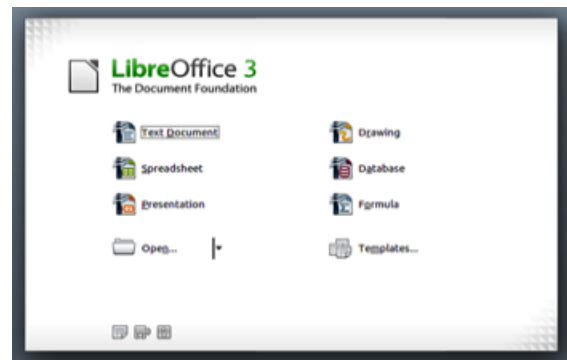 LibreOffice 3
The Document Foundation
Text Document
Drawing
Spreadsheet
Database
Presentation
Formula
Open...
Templates...